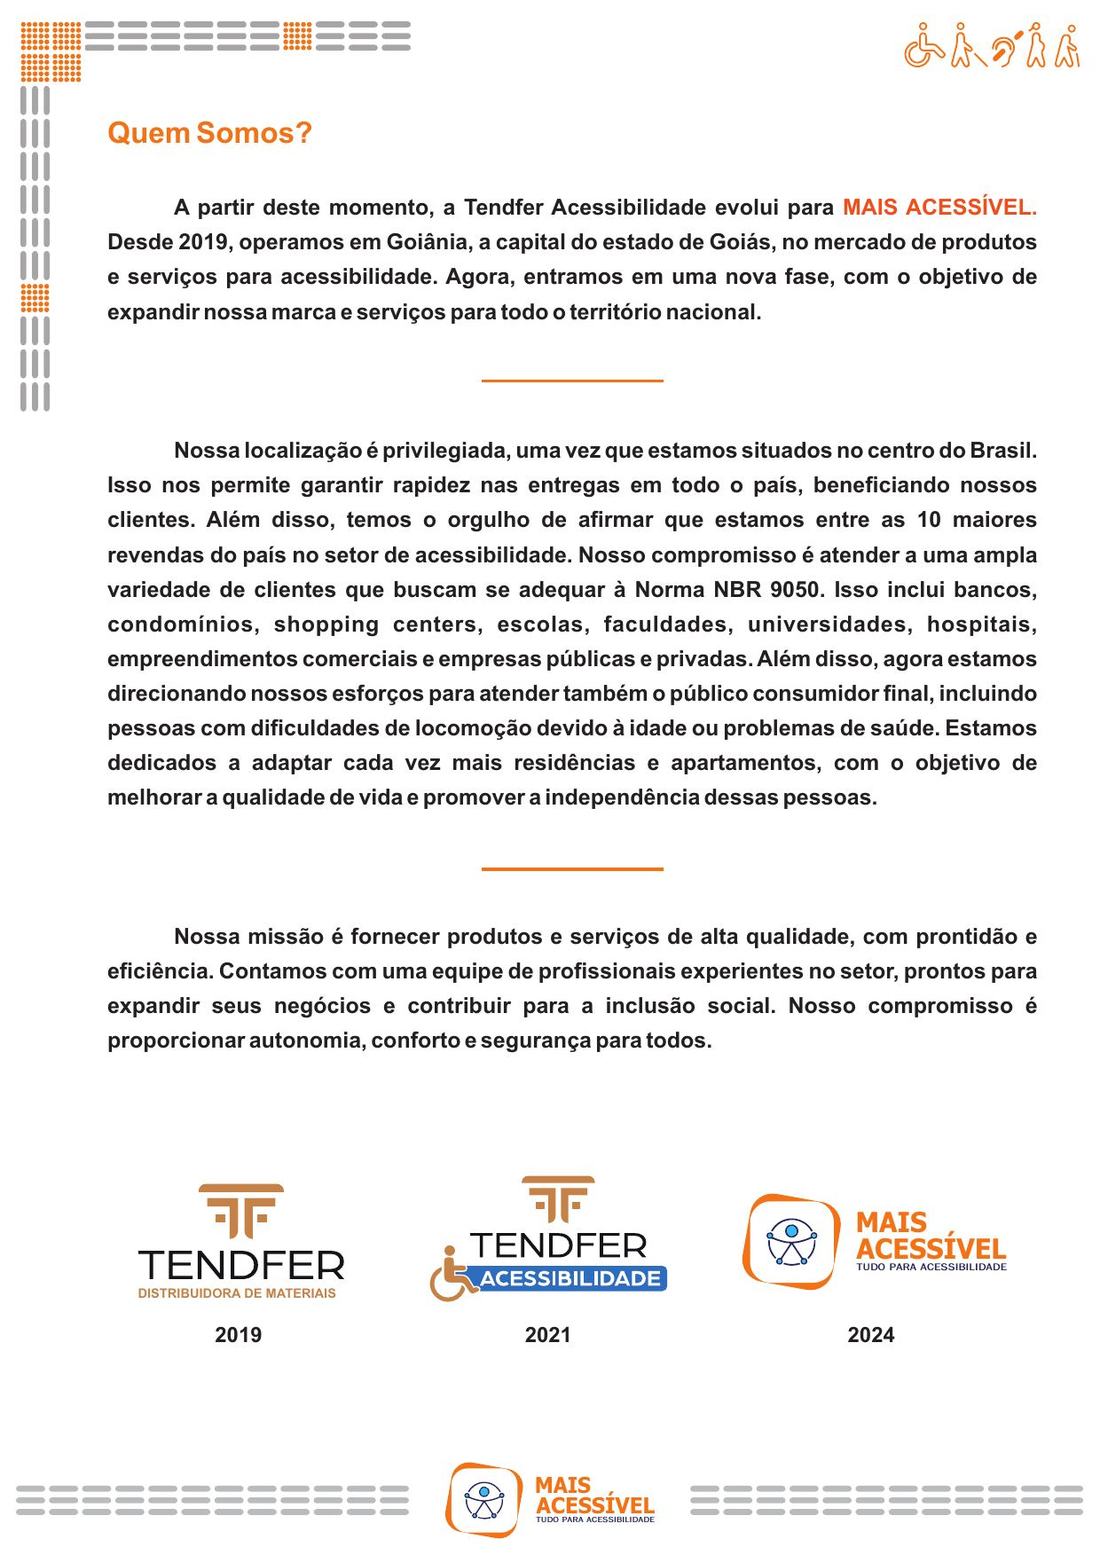 Quem Somos?
A partir deste momento, a Tendfer Acessibilidade evolui para MAIS ACESSÍVEL.
Desde 2019, operamos em Goiânia, a capital do estado de Goiás, no mercado de produtos
e serviços para acessibilidade. Agora, entramos em uma nova fase, com o objetivo de
expandir nossa marca e serviços para todo o território nacional.
Nossa localização é privilegiada, uma vez que estamos situados no centro do Brasil.
Isso nos permite garantir rapidez nas entregas em todo o país, beneficiando nossos
clientes. Além disso, temos o orgulho de afirmar que estamos entre as 10 maiores
revendas do país no setor de acessibilidade. Nosso compromisso é atender a uma ampla
variedade de clientes que buscam se adequar à Norma NBR 9050. Isso inclui bancos,
condomínios, shopping centers, escolas, faculdades, universidades, hospitais,
empreendimentos comerciais e empresas públicas e privadas. Além disso, agora estamos
direcionando nossos esforços para atender também o público consumidor final, incluindo
pessoas com dificuldades de locomoção devido à idade ou problemas de saúde. Estamos
dedicados a adaptar cada vez mais residências e apartamentos, com o objetivo de
melhorar a qualidade de vida e promover a independência dessas pessoas.
Nossa missão é fornecer produtos e serviços de alta qualidade, com prontidão e
eficiência. Contamos com uma equipe de profissionais experientes no setor, prontos para
expandir seus negócios e contribuir para a inclusão social. Nosso compromisso é
proporcionar autonomia, conforto e segurança para todos.
TENDFER
DISTRIBUIDORA DE MATERIAIS
2019
TENDFER
ACESSIBILIDADE
2021
MAIS
ACESSÍVEL
TUDO PARA ACESSIBILIDADE
2024
MAIS
ACESSÍVEL
TUDO PARA ACESSIBILIDADE